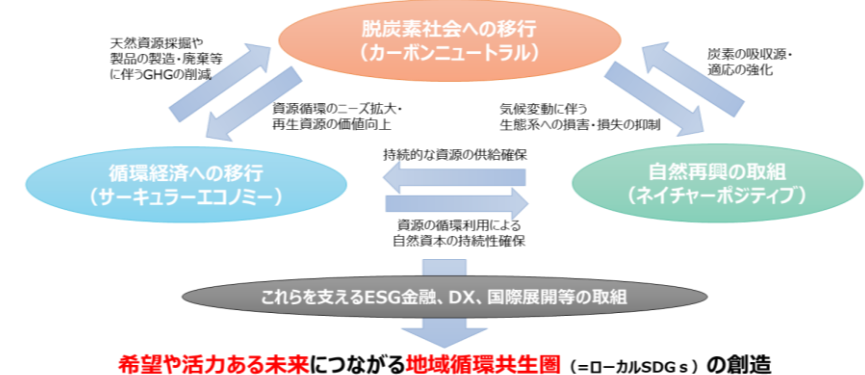 脱炭素社会への移行
（カーボンニュートラル）
天然資源採掘や
製品の製造・廃棄等
に伴うGHGの削減
炭素の吸収源・
適応の強化
資源循環のニーズ拡大・
再生資源の価値向上
気候変動に伴う
生態系への損害・損失の抑制
循環経済への移行
（サーキュラーエコノミー）
持続的な資源の供給確保
自然再興の取組
（ネイチャーポジティブ）
資源の循環利用による
自然資本の持続性確保
これらを支えるESG金融、DX、国際展開等の取組
希望や活力ある未来につながる地域循環共生圏（=ローカルSDGｓ）の創造